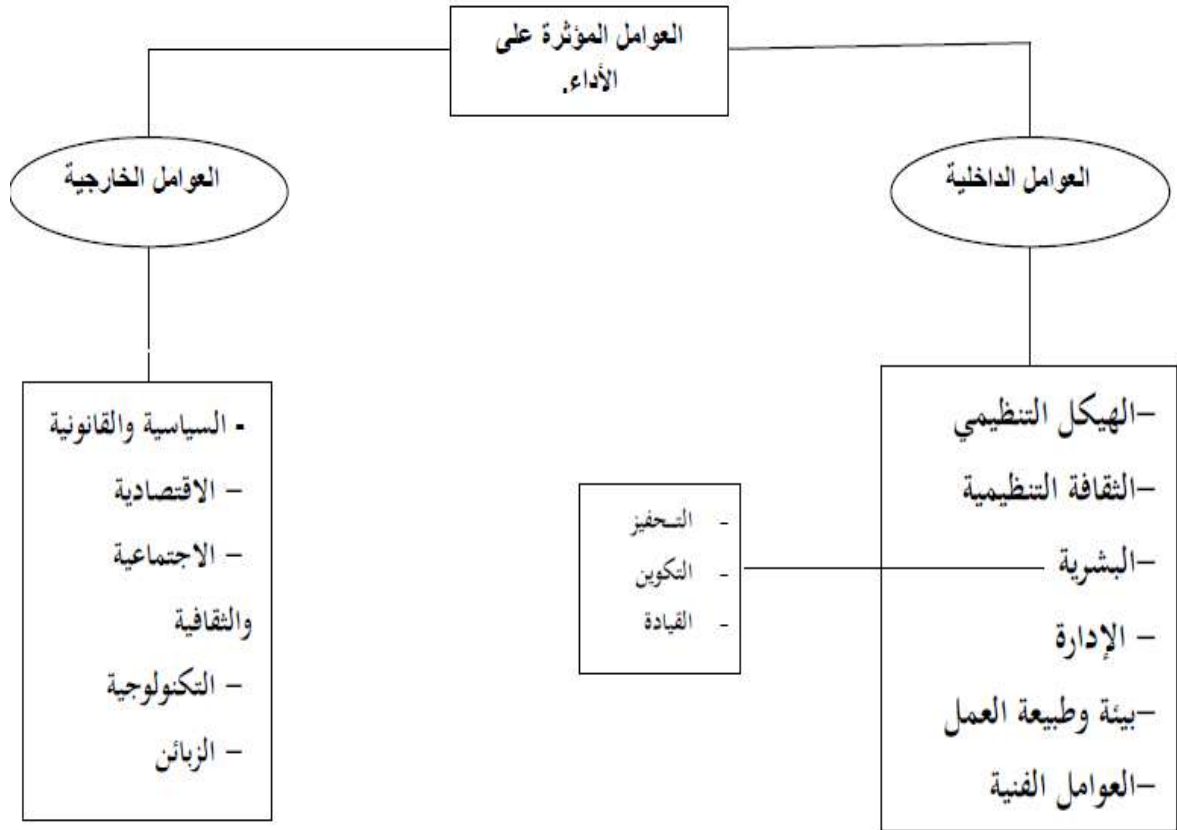 العوامل المؤثرة على
الأداء.
العوامل الداخلية
العوامل الخارجية
–الهيكل التنظيمي
–الثقافة التنظيمية
–البشرية
– الإدارة
–بيئة وطبيعة العمل
–العوامل الفنية
- التحفيز
- التكوين
- القيادة
- السياسية والقانونية
– الاقتصادية
– الاجتماعية
والثقافية
– التكنولوجية
– الزبائن